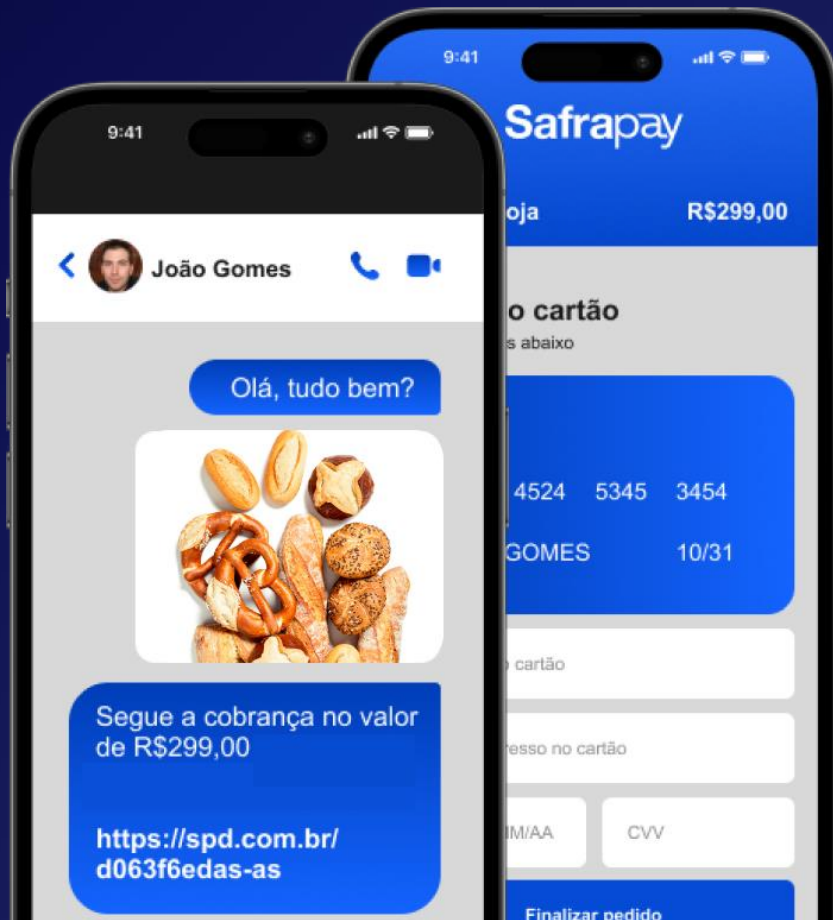 9:41
João Gomes
Olá, tudo bem?
Segue a cobrança no valor
de R$299,00
https://spd.com.br/
d063f6edas-as
9:41
Safrapay
oja R$299,00
o cartão
s abaixo
4524 5345 3454
GOMES 10/31
cartão
resso no cartão
MM/AA CVV
Finalizar pedido